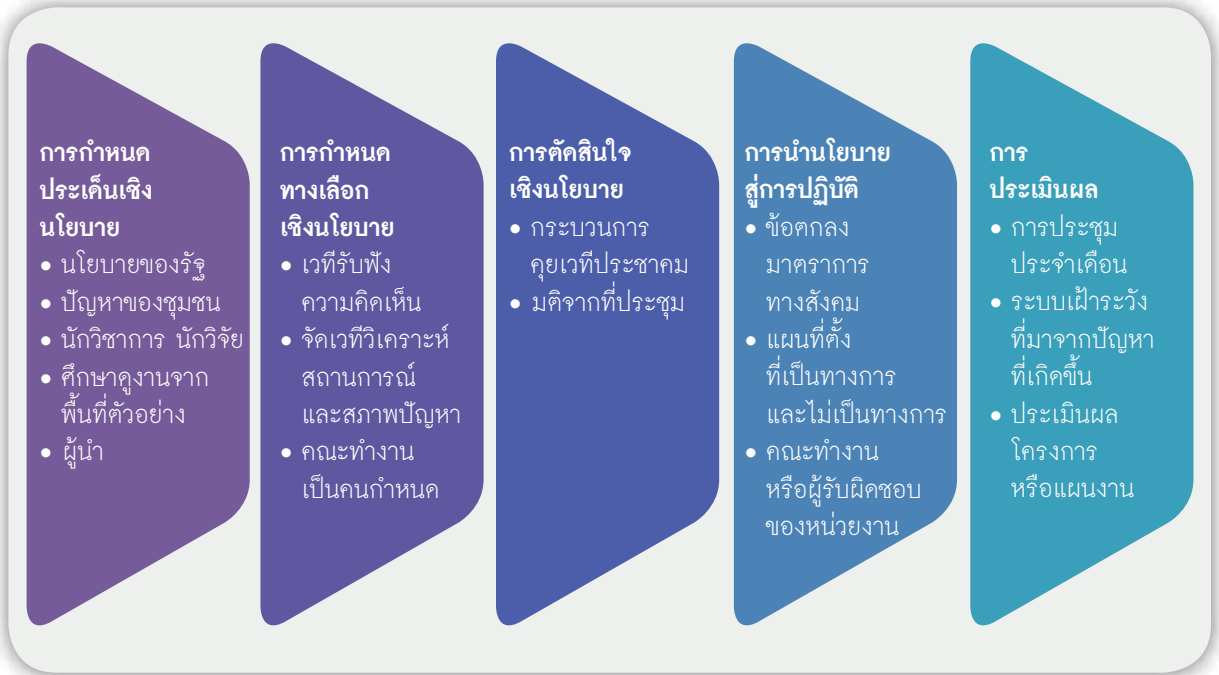 การกำหนด
ประเด็นเชิง
นโยบาย
• นโยบายของรัฐ
• ปัญหาของชุมชน
• นักวิชาการ นักวิจัย
• ศึกษาดูงานจาก
พื้นที่ตัวอย่าง
• ผู้นำ
การกำหนด
ทางเลือก
เชิงนโยบาย
• เวทีรับฟัง
ความคิดเห็น
• จัดเวทีวิเคราะห์
สถานการณ์
และสภาพปัญหา
• คณะทำงาน
เป็นคนกำหนด
การตัดสินใจ
เชิงนโยบาย
• กระบวนการ
คุยเวทีประชาคม
• มติจากที่ประชุม
การนำนโยบาย
สู่การปฏิบัติ
• ข้อตกลง
มาตราการ
ทางสังคม
• แผนที่ตั้ง
ที่เป็นทางการ
และไม่เป็นทางการ
• คณะทำงาน
หรือผู้รับผิดชอบ
ของหน่วยงาน
การ
ประเมินผล
• การประชุม
ประจำเดือน
• ระบบเฝ้าระวัง
ที่มาจากปัญหา
ที่เกิดขึ้น
• ประเมินผล
โครงการ
หรือแผนงาน